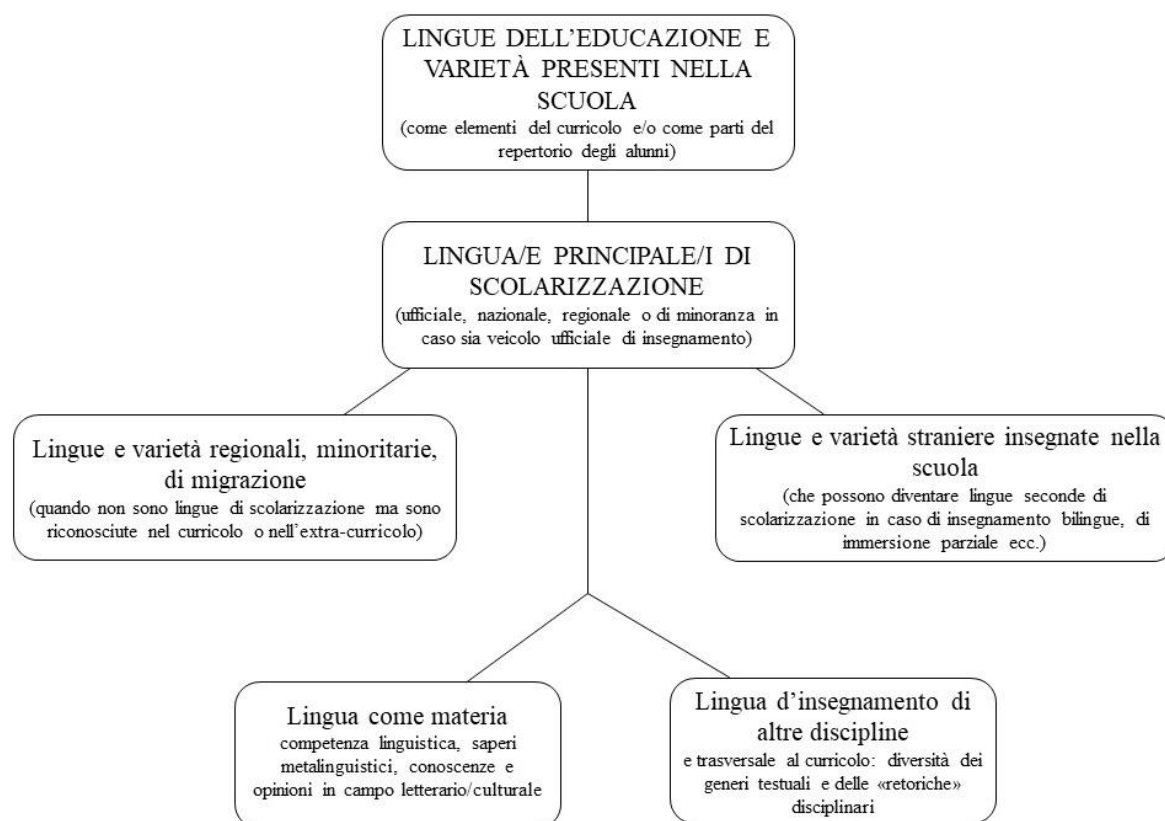 LINGUE DELL’EDUCAZIONE E
VARIETÀ PRESENTI NELLA
SCUOLA
(come elementi del curricolo e/o come parti del
repertorio degli alunni)
LINGUA/E PRINCIPALE/I DI
SCOLARIZZAZIONE
(ufficiale, nazionale, regionale o di minoranza in
caso sia veicolo ufficiale di insegnamento)
Lingue e varietà regionali, minoritarie,
di migrazione
(quando non sono lingue di scolarizzazione ma sono
riconosciute nel curricolo o nell’extra-curricolo)
Lingue e varietà straniere insegnate nella
scuola
(che possono diventare lingue seconde di
scolarizzazione in caso di insegnamento bilingue, di
immersione parziale ecc.)
Lingua come materia
competenza linguistica, saperi
metalinguistici, conoscenze e
opinioni in campo letterario/culturale
Lingua d’insegnamento di
altre discipline
e trasversale al curricolo: diversità dei
generi testuali e delle «retoriche»
disciplinari